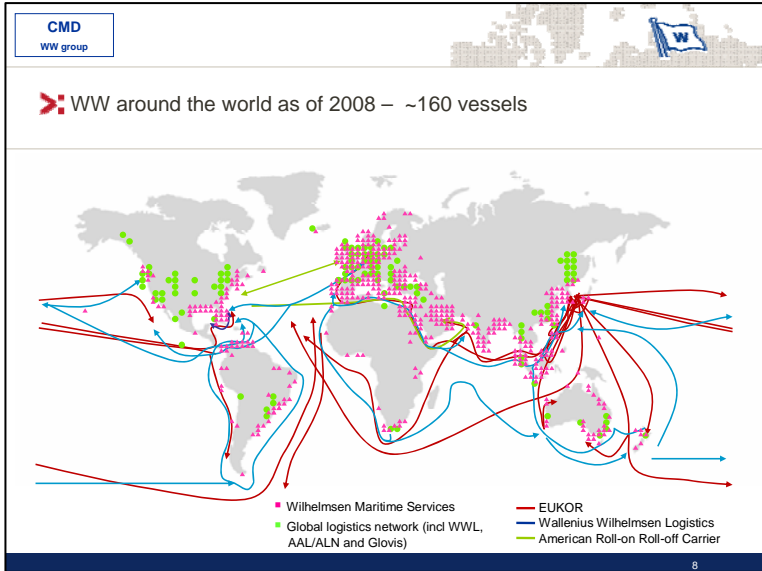 CMD
WW group
W
WW around the world as of 2008 – ~160 vessels
Wilhelmsen Maritime Services
Global logistics network (incl WWL,
AAL/ALN and Glovis)
EUKOR
Wallenius Wilhelmsen Logistics
American Roll-on Roll-off Carrier
8